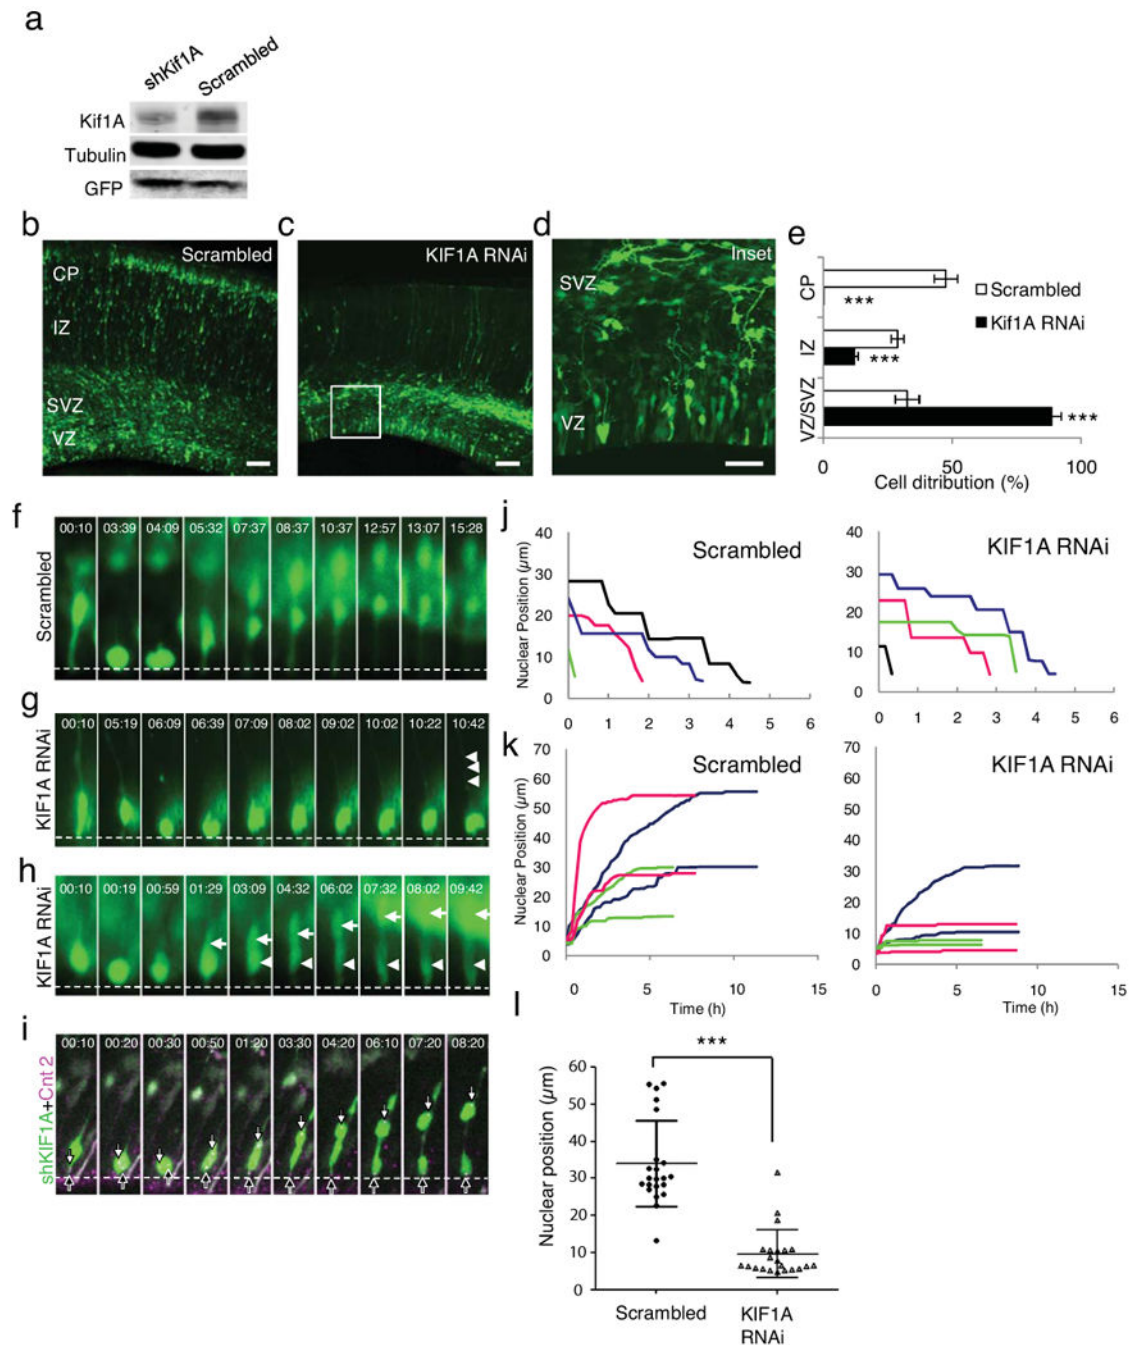 a
shKif1A
Scrambled
Kif1A
Tubulin
GFP
b
Scrambled
CP
IZ
SVZ
VZ
c
KIF1A RNAi
d
Inset
SVZ
VZ
e
CP
IZ
VZ/SVZ
***
***
***
Scrambled
Kif1A RNAi
0 50 100
Cell ditribution (%)
f
Scrambled
00:10 03:39 04:09 05:32 07:37 08:37 10:37 12:57 13:07 15:28
g
KIF1A RNAi
00:10 05:19 06:09 06:39 07:09 08:02 09:02 10:02 10:22 10:42
h
KIF1A RNAi
00:10 00:19 00:59 01:29 03:09 04:32 06:02 07:32 08:02 09:42
i
shKIF1A+Cnt 2
00:10 00:20 00:30 00:50 01:20 03:30 04:20 06:10 07:20 08:20
j
Scrambled
Nuclear Position (µm)
40
30
20
10
0
0 1 2 3 4 5 6
KIF1A RNAi
40
30
20
10
0
0 1 2 3 4 5 6
k
Scrambled
Nuclear Position (µm)
70
60
50
40
30
20
10
0
0 5 10 15
Time (h)
KIF1A RNAi
70
60
50
40
30
20
10
0
0 5 10 15
Time (h)
l
***
Nuclear position (µm)
60
50
40
30
20
10
0
Scrambled
KIF1A
RNAi